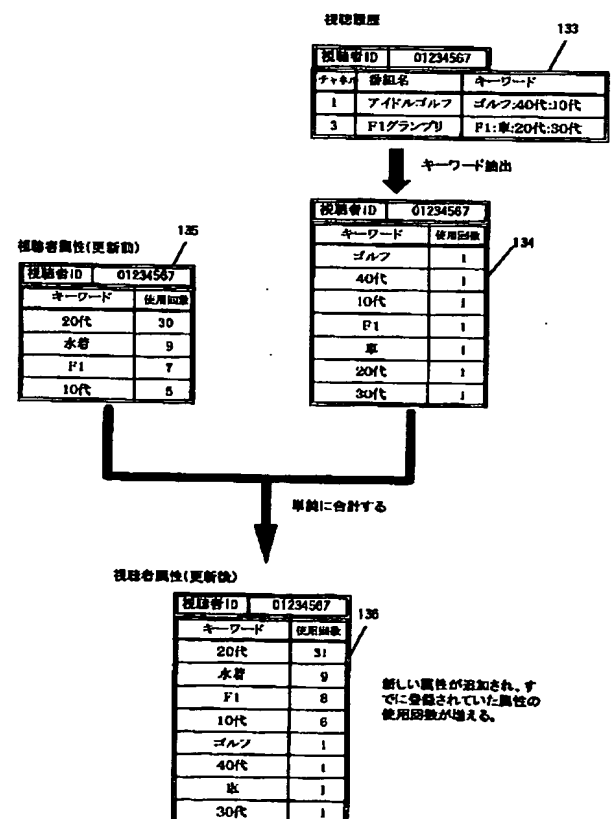 視聴履歴
133
視聴者ID 01234567
チャネル 番組名 キーワード
1 アイドルゴルフ ゴルフ:40代:10代
3 F1グランプリ F1:車:20代:30代
キーワード抽出
視聴者ID 01234567
キーワード 使用回数
134
ゴルフ 1
40代 1
10代 1
F1 1
車 1
20代 1
30代 1
135
視聴者属性(更新前)
視聴者ID 01234567
キーワード 使用回数
20代 30
水着 9
F1 7
10代 5
単純に合計する
視聴者属性(更新後)
視聴者ID 01234567
136
キーワード 使用回数
20代 31
水着 9
F1 8
10代 6
ゴルフ 1
40代 1
車 1
30代 1
新しい属性が追加され、す
でに登録されていた属性の
使用回数が増える。